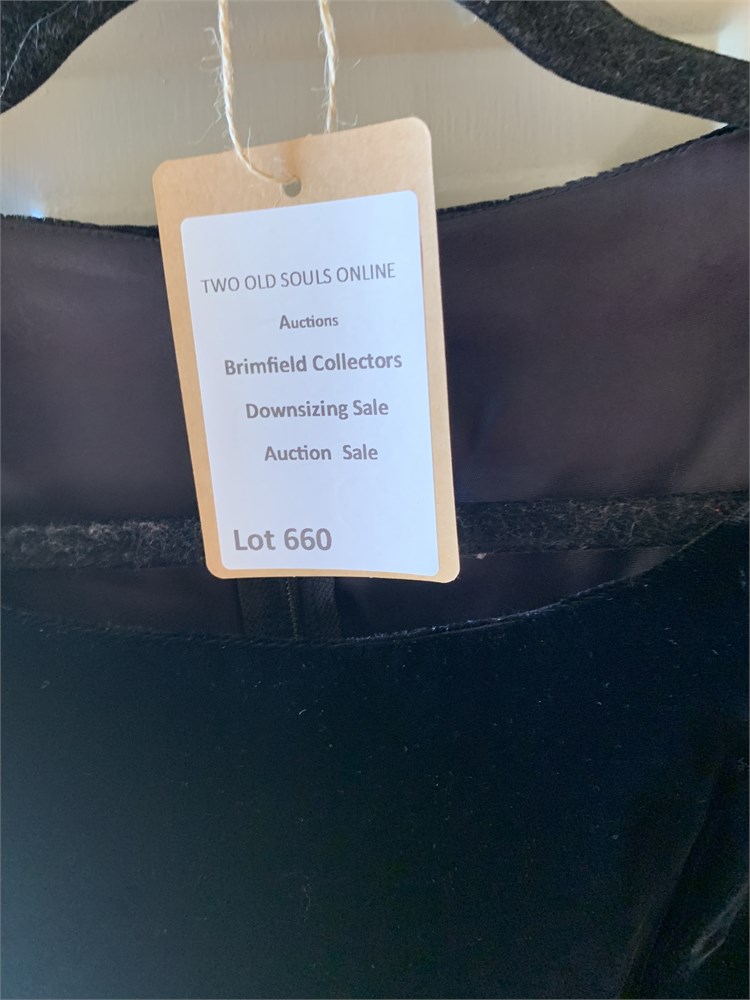 TWO OLD SOULS ONLINE
Auctions
Brimfield Collectors
Downsizing Sale
Auction Sale
Lot 660